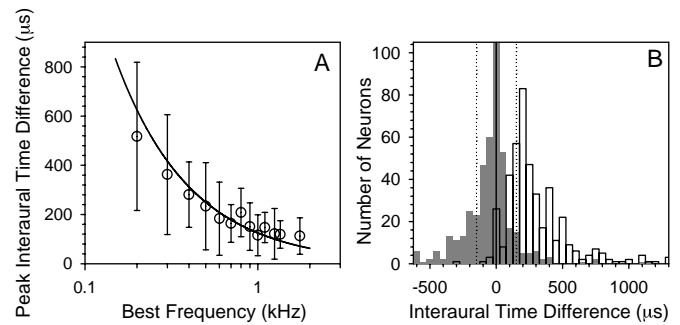 A
Peak Interaural Time Difference (μs)
800
600
400
200
0
0.1
1
Best Frequency (kHz)
B
Number of Neurons
100
80
60
40
20
0
-500
0
500
1000
Interaural Time Difference (μs)